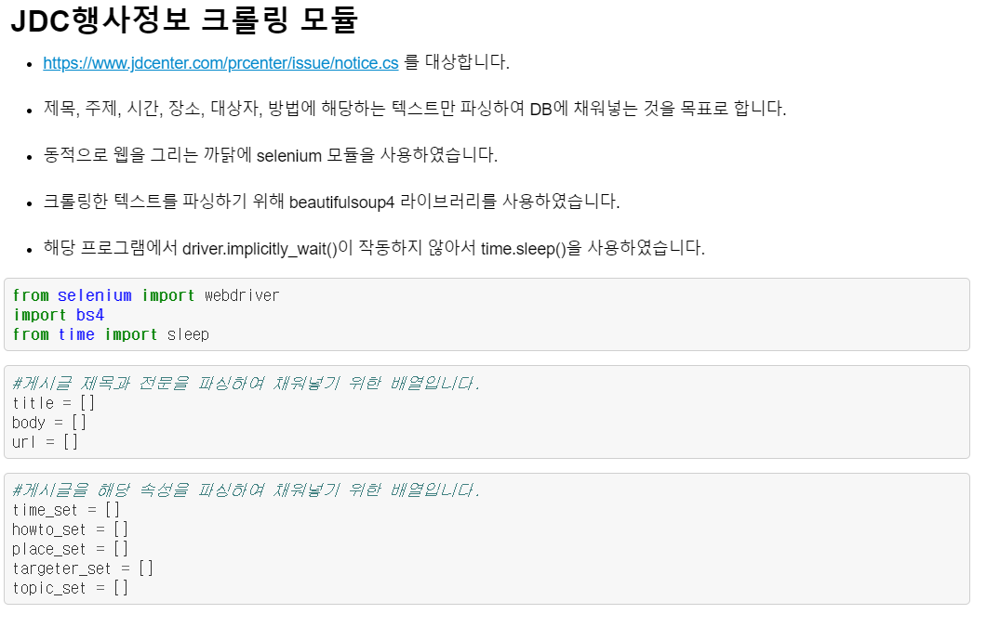 JDC행사정보 크롤링 모듈
https://www.jdcenter.com/prcenter/issue/notice.cs 를 대상합니다.
제목, 주제, 시간, 장소, 대상자, 방법에 해당하는 텍스트만 파싱하여 DB에 채워넣는 것을 목표로 합니다.
동적으로 웹을 그리는 까닭에 selenium 모듈을 사용하였습니다.
크롤링한 텍스트를 파싱하기 위해 beautifulsoup4 라이브러리를 사용하였습니다.
해당 프로그램에서 driver.implicitly_wait()이 작동하지 않아서 time.sleep()을 사용하였습니다.
from selenium import webdriver
import bs4
from time import sleep
#게시글 제목과 전문을 파싱하여 채워넣기 위한 배열입니다.
title = []
body = []
url = []
#게시글을 해당 속성을 파싱하여 채워넣기 위한 배열입니다.
time_set = []
howto_set = []
place_set = []
targeter_set = []
topic_set = []